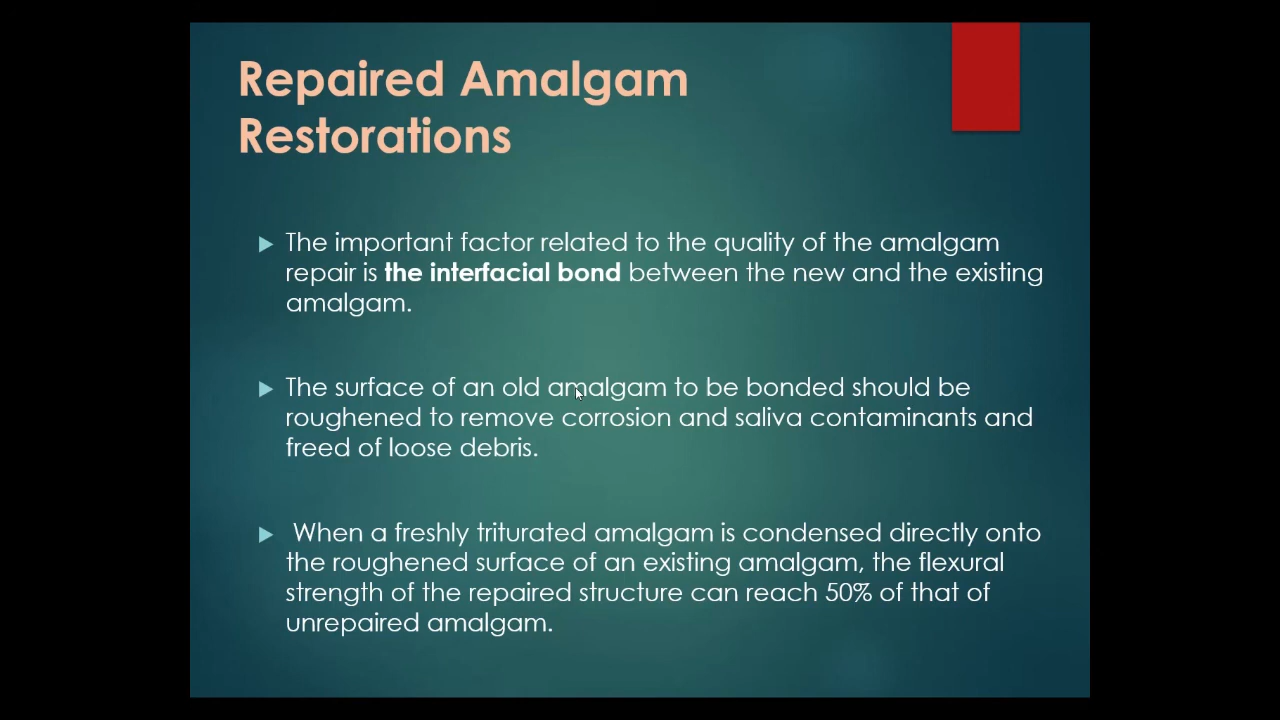 Repaired Amalgam
Restorations
The important factor related to the quality of the amalgam
repair is the interfacial bond between the new and the existing
amalgam.
The surface of an old amalgam to be bonded should be
roughened to remove corrosion and saliva contaminants and
freed of loose debris.
When a freshly triturated amalgam is condensed directly onto
the roughened surface of an existing amalgam, the flexural
strength of the repaired structure can reach 50% of that of
unrepaired amalgam.